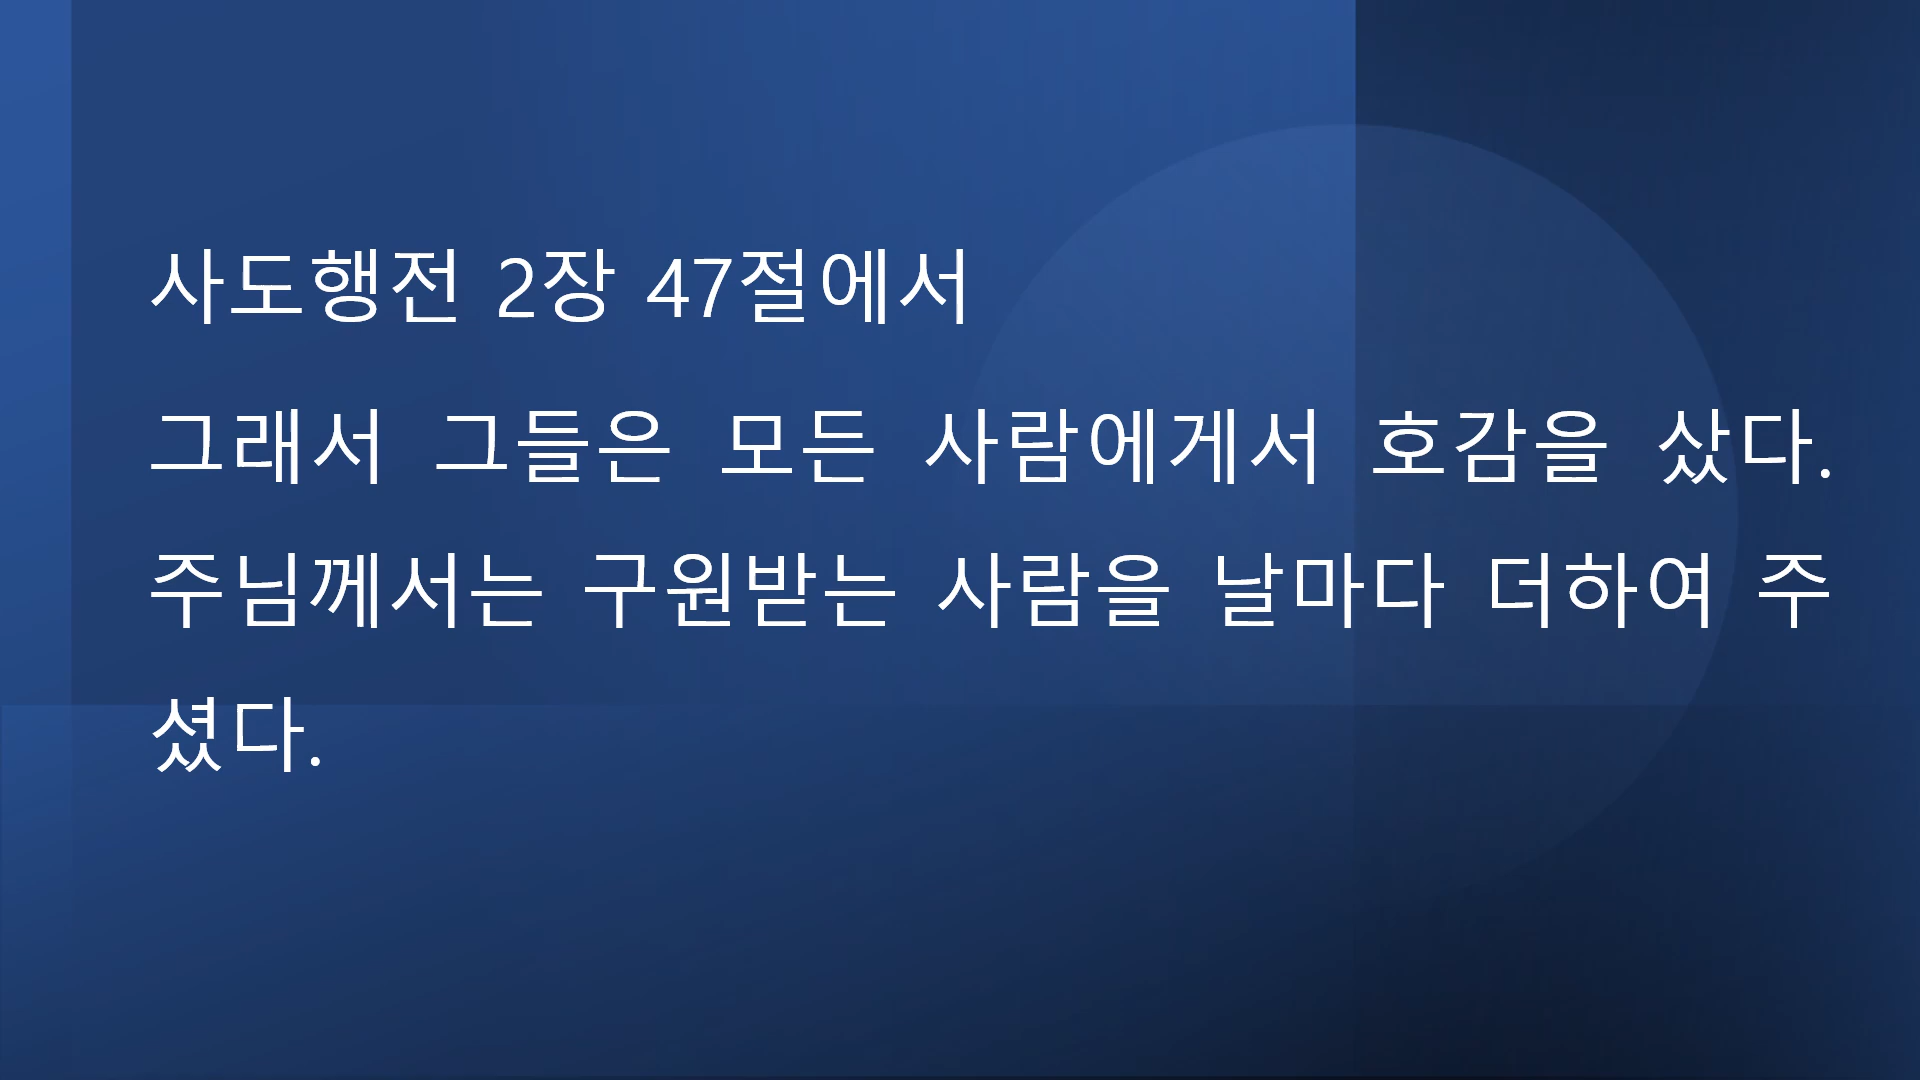 사도행전 2장 47절에서
그래서 그들은 모든 사람에게서 호감을 샀다.
주님께서는 구원받는 사람을 날마다 더하여 주
셨다.